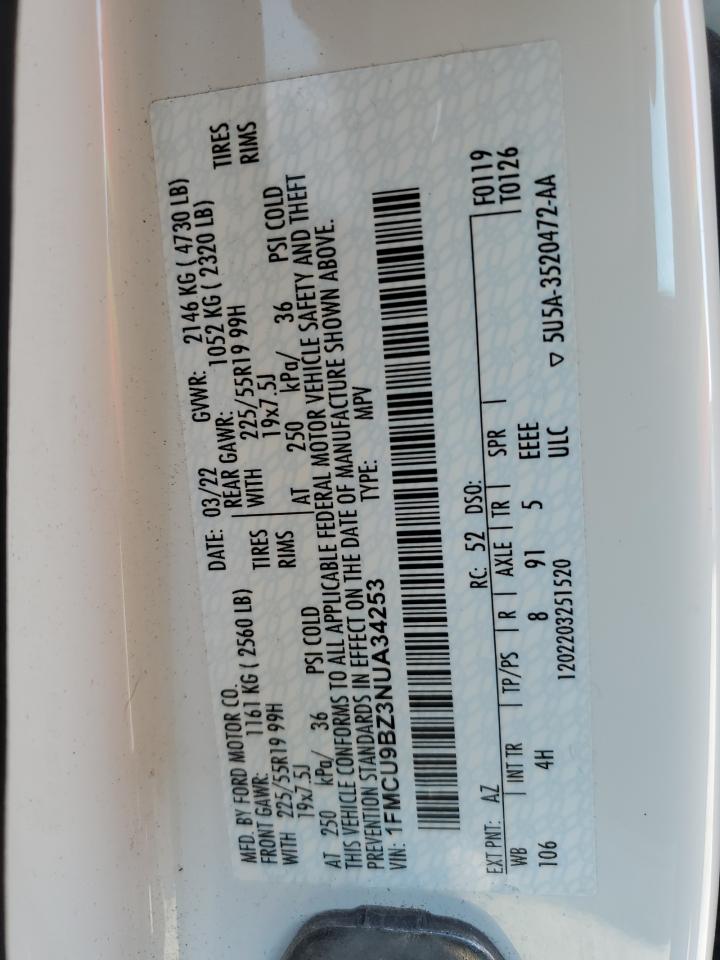 MFD. BY FORD MOTOR CO. DATE: 03/22 GVWR: 2146 KG ( 4730 LB)
FRONT GAWR: 1161 KG ( 2560 LB) REAR GAWR: 1052 KG ( 2320 LB)
WITH 225/55R19 99H TIRES WITH 225/55R19 99H TIRES
19x7.5J RIMS 19x7.5J RIMS
AT 250 kPa/ 36 PSI COLD AT 250 kPa/ 36 PSI COLD
THIS VEHICLE CONFORMS TO ALL APPLICABLE FEDERAL MOTOR VEHICLE SAFETY AND THEFT
PREVENTION STANDARDS IN EFFECT ON THE DATE OF MANUFACTURE SHOWN ABOVE.
VIN: 1FMCU9BZ3NUA34253 TYPE: MPV
EXT PNT: AZ RC: 52 DSO: F0119
WB INT TR TP/PS R AXLE TR SPR T0126
106 4H 8 91 5 EEEE
ULC
1202203251520 ▽ 5U5A-3520472-AA